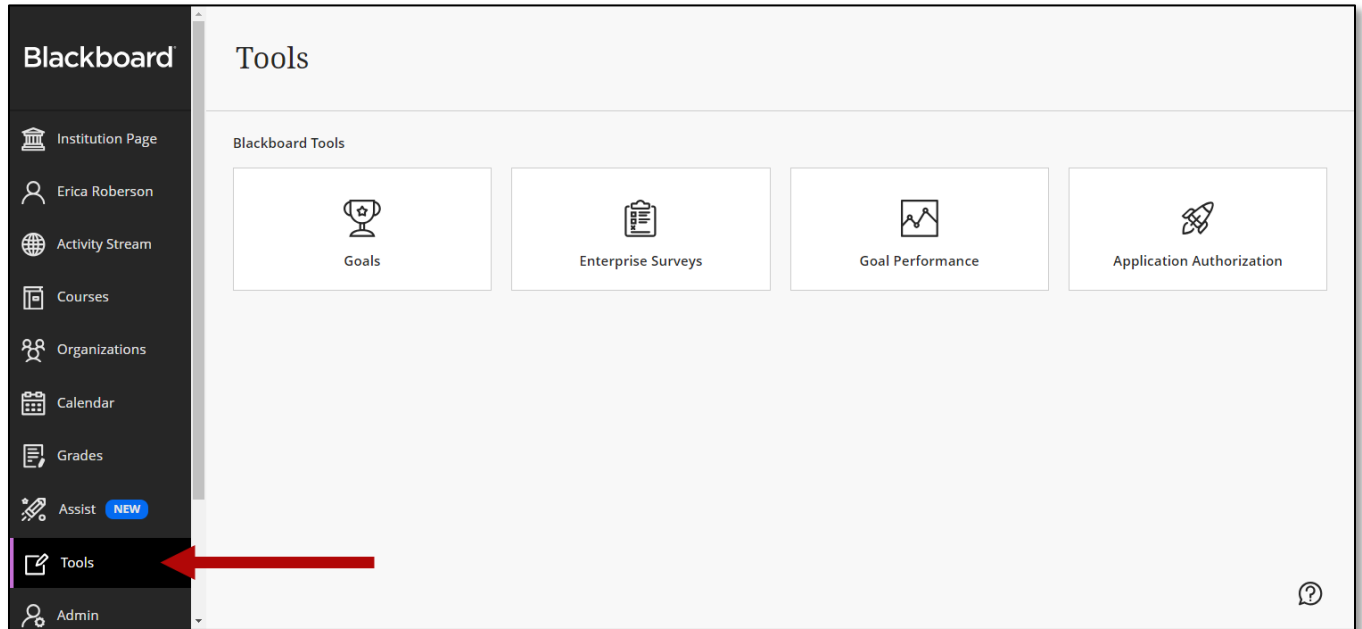 Blackboard
Tools
Institution Page
Erica Roberson
Activity Stream
Courses
Organizations
Calendar
Grades
Assist NEW
Tools
Admin
Blackboard Tools
Goals
Enterprise Surveys
Goal Performance
Application Authorization